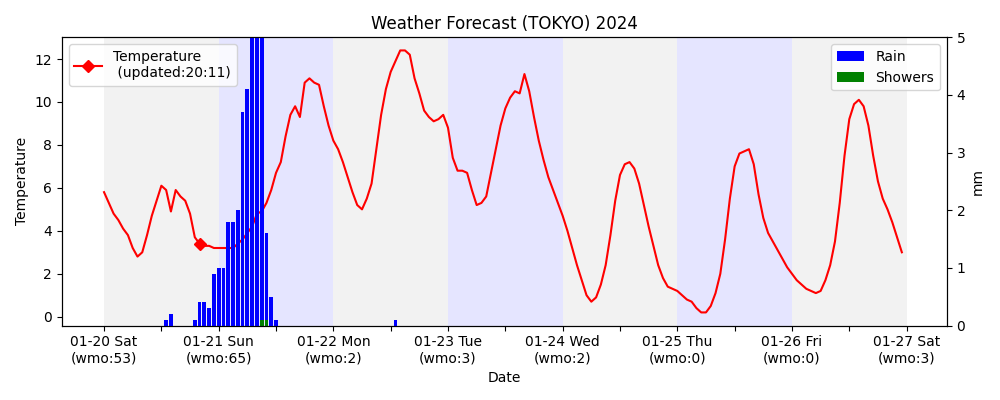 Weather Forecast (TOKYO) 2024
Temperature
(updated:20:11)
Rain
Showers
Temperature
12
10
8
6
4
2
0
5
4
3
2
1
0
mm
01-20 Sat
(wmo:53)
01-21 Sun
(wmo:65)
01-22 Mon
(wmo:2)
01-23 Tue
(wmo:3)
01-24 Wed
(wmo:2)
01-25 Thu
(wmo:0)
01-26 Fri
(wmo:0)
01-27 Sat
(wmo:3)
Date